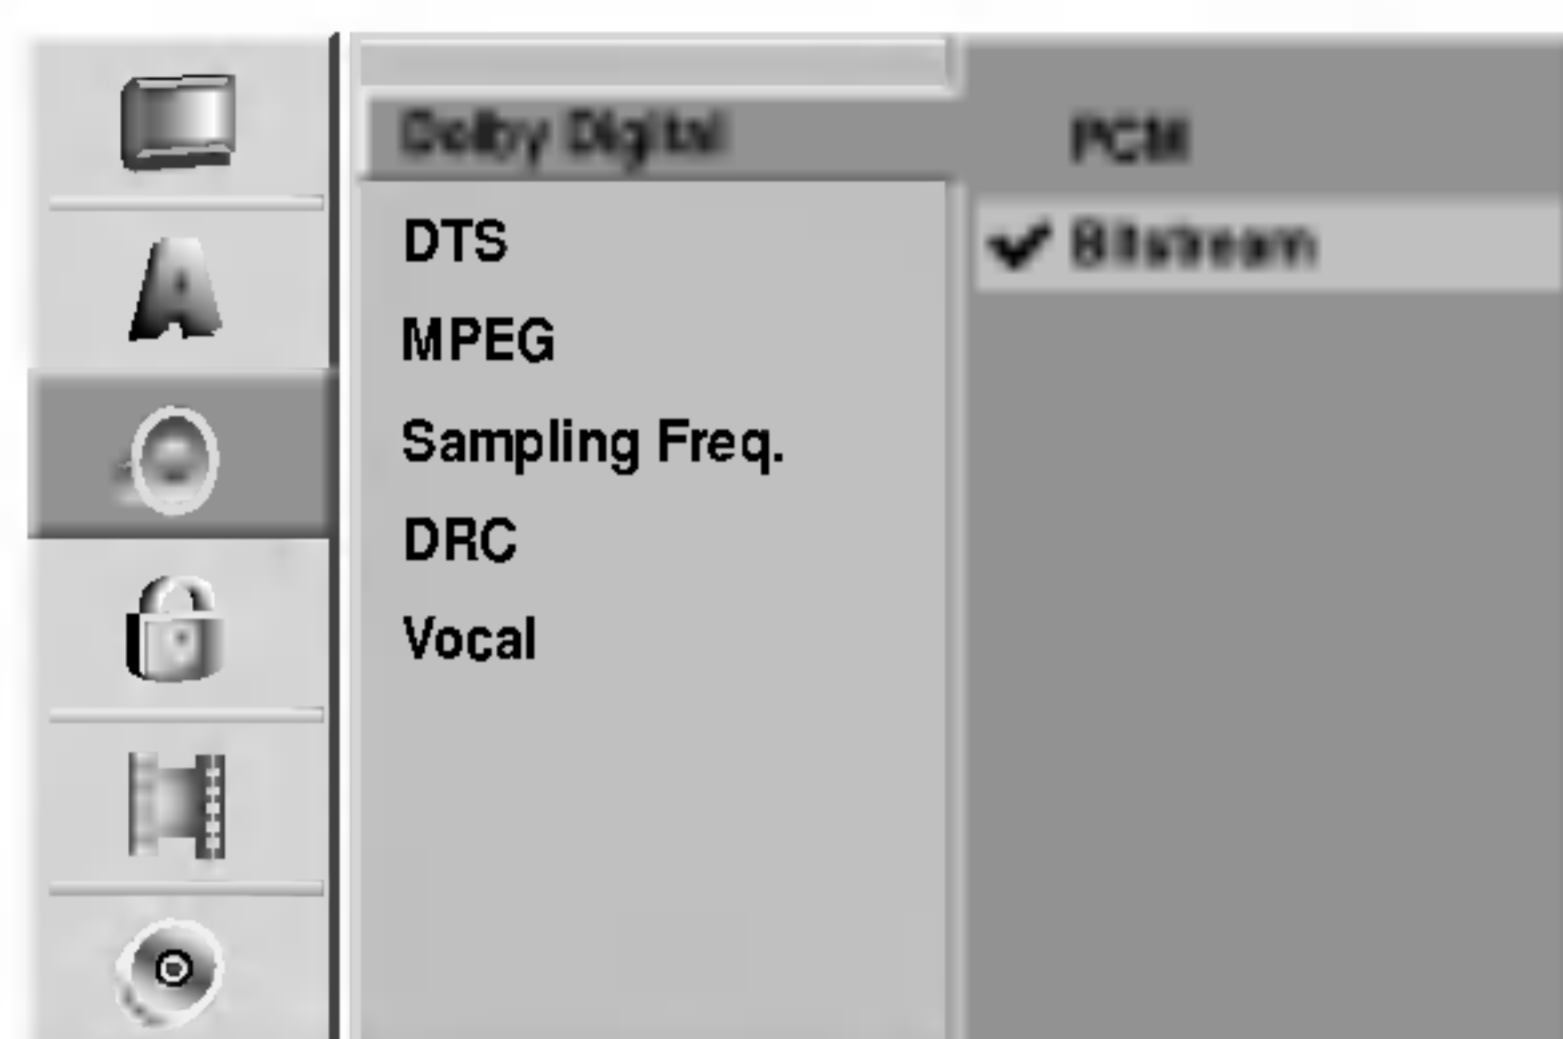 Dolby Digital
DTS
MPEG
Sampling Freq.
DRC
Vocal
PCM
Bitstream